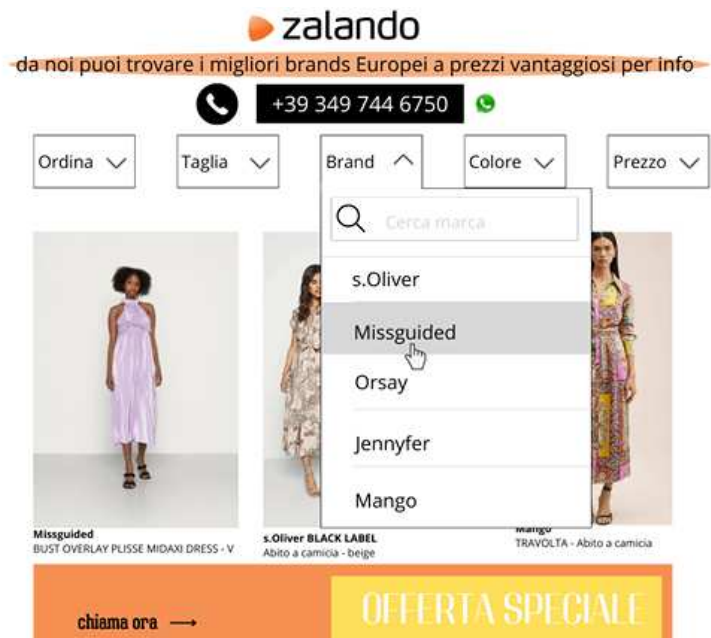 zalando
da noi puoi trovare i migliori brands Europei a prezzi vantaggiosi per info
+39 349 744 6750
Ordina
Taglia
Brand
Colore
Prezzo
Cerca marca
s.Oliver
Missguided
Orsay
Jennyfer
Mango
Missguided
BUST OVERLAY PLISSE MIDAXI DRESS - V
s.Oliver BLACK LABEL
Abito a camicia - beige
Mango
TRAVOLTA - Abito a camicia
chiama ora
OFFERTA SPECIALE